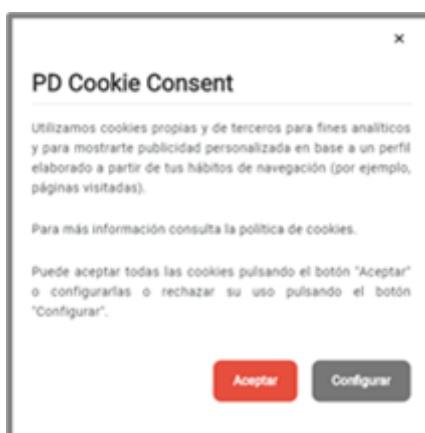 ×
PD Cookie Consent
Utilizamos cookies propias y de terceros para fines analíticos
y para mostrarte publicidad personalizada en base a un perfil
elaborado a partir de tus hábitos de navegación (por ejemplo,
páginas visitadas).
Para más información consulta la política de cookies.
Puede aceptar todas las cookies pulsando el botón "Aceptar"
o configurarlas o rechazar su uso pulsando el botón
"Configurar".
Aceptar Configurar